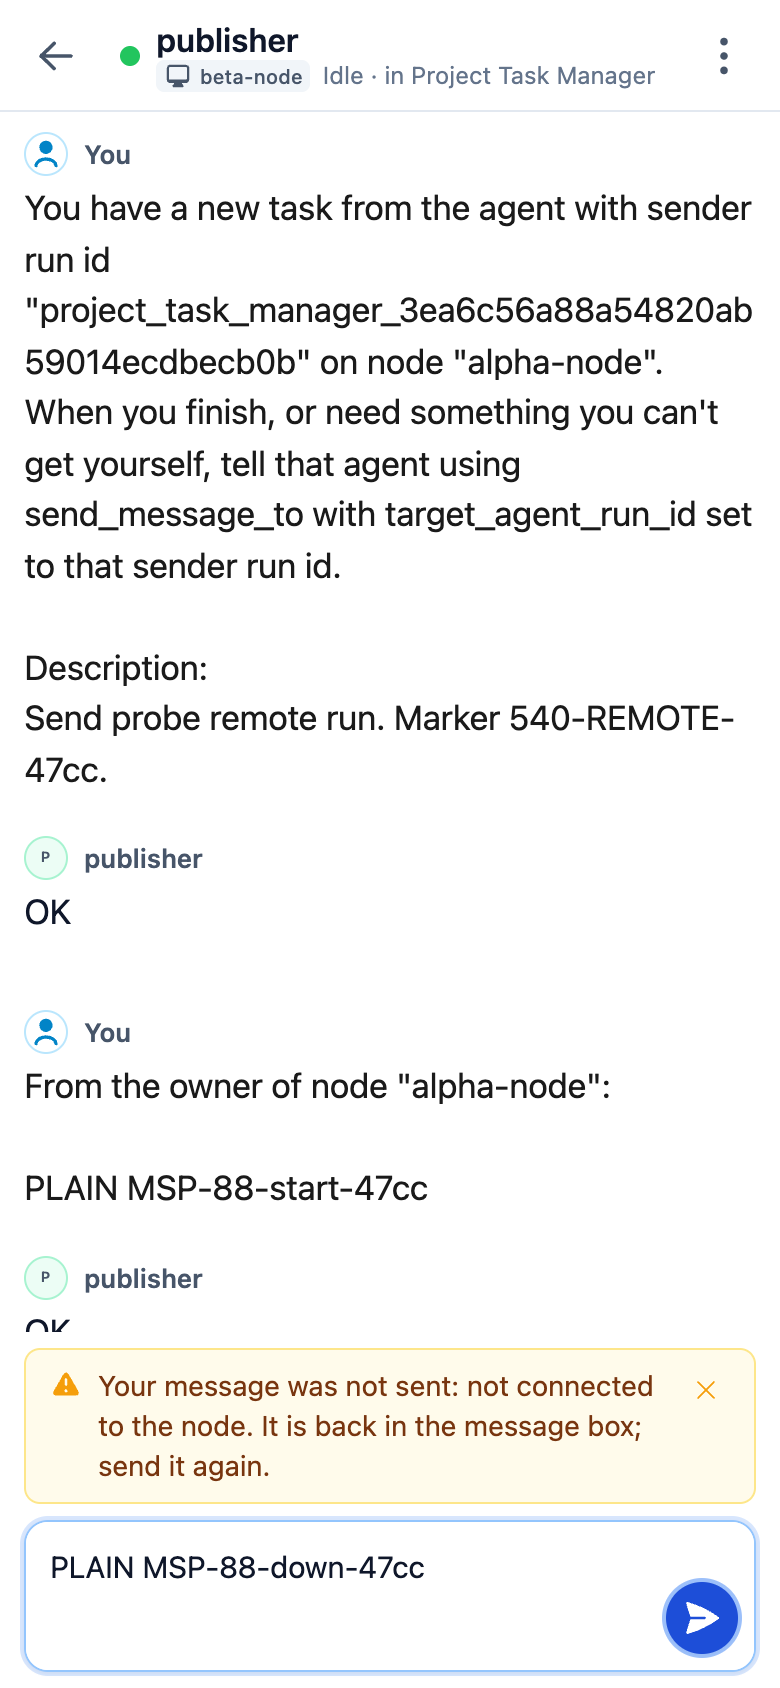 publisher
beta-node Idle · in Project Task Manager
You
You have a new task from the agent with sender
run id
"project_task_manager_3ea6c56a88a54820ab
59014ecdbecb0b" on node "alpha-node".
When you finish, or need something you can't
get yourself, tell that agent using
send_message_to with target_agent_run_id set
to that sender run id.
Description:
Send probe remote run. Marker 540-REMOTE-
47cc.
P publisher
OK
You
From the owner of node "alpha-node":
PLAIN MSP-88-start-47cc
P publisher
OK
Your message was not sent: not connected
to the node. It is back in the message box;
send it again.
PLAIN MSP-88-down-47cc